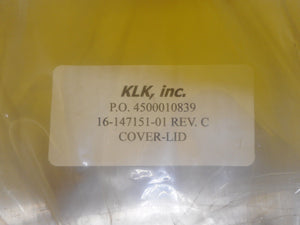 KLK, inc.
P.O. 4500010839
16-147151-01 REV. C
COVER-LID